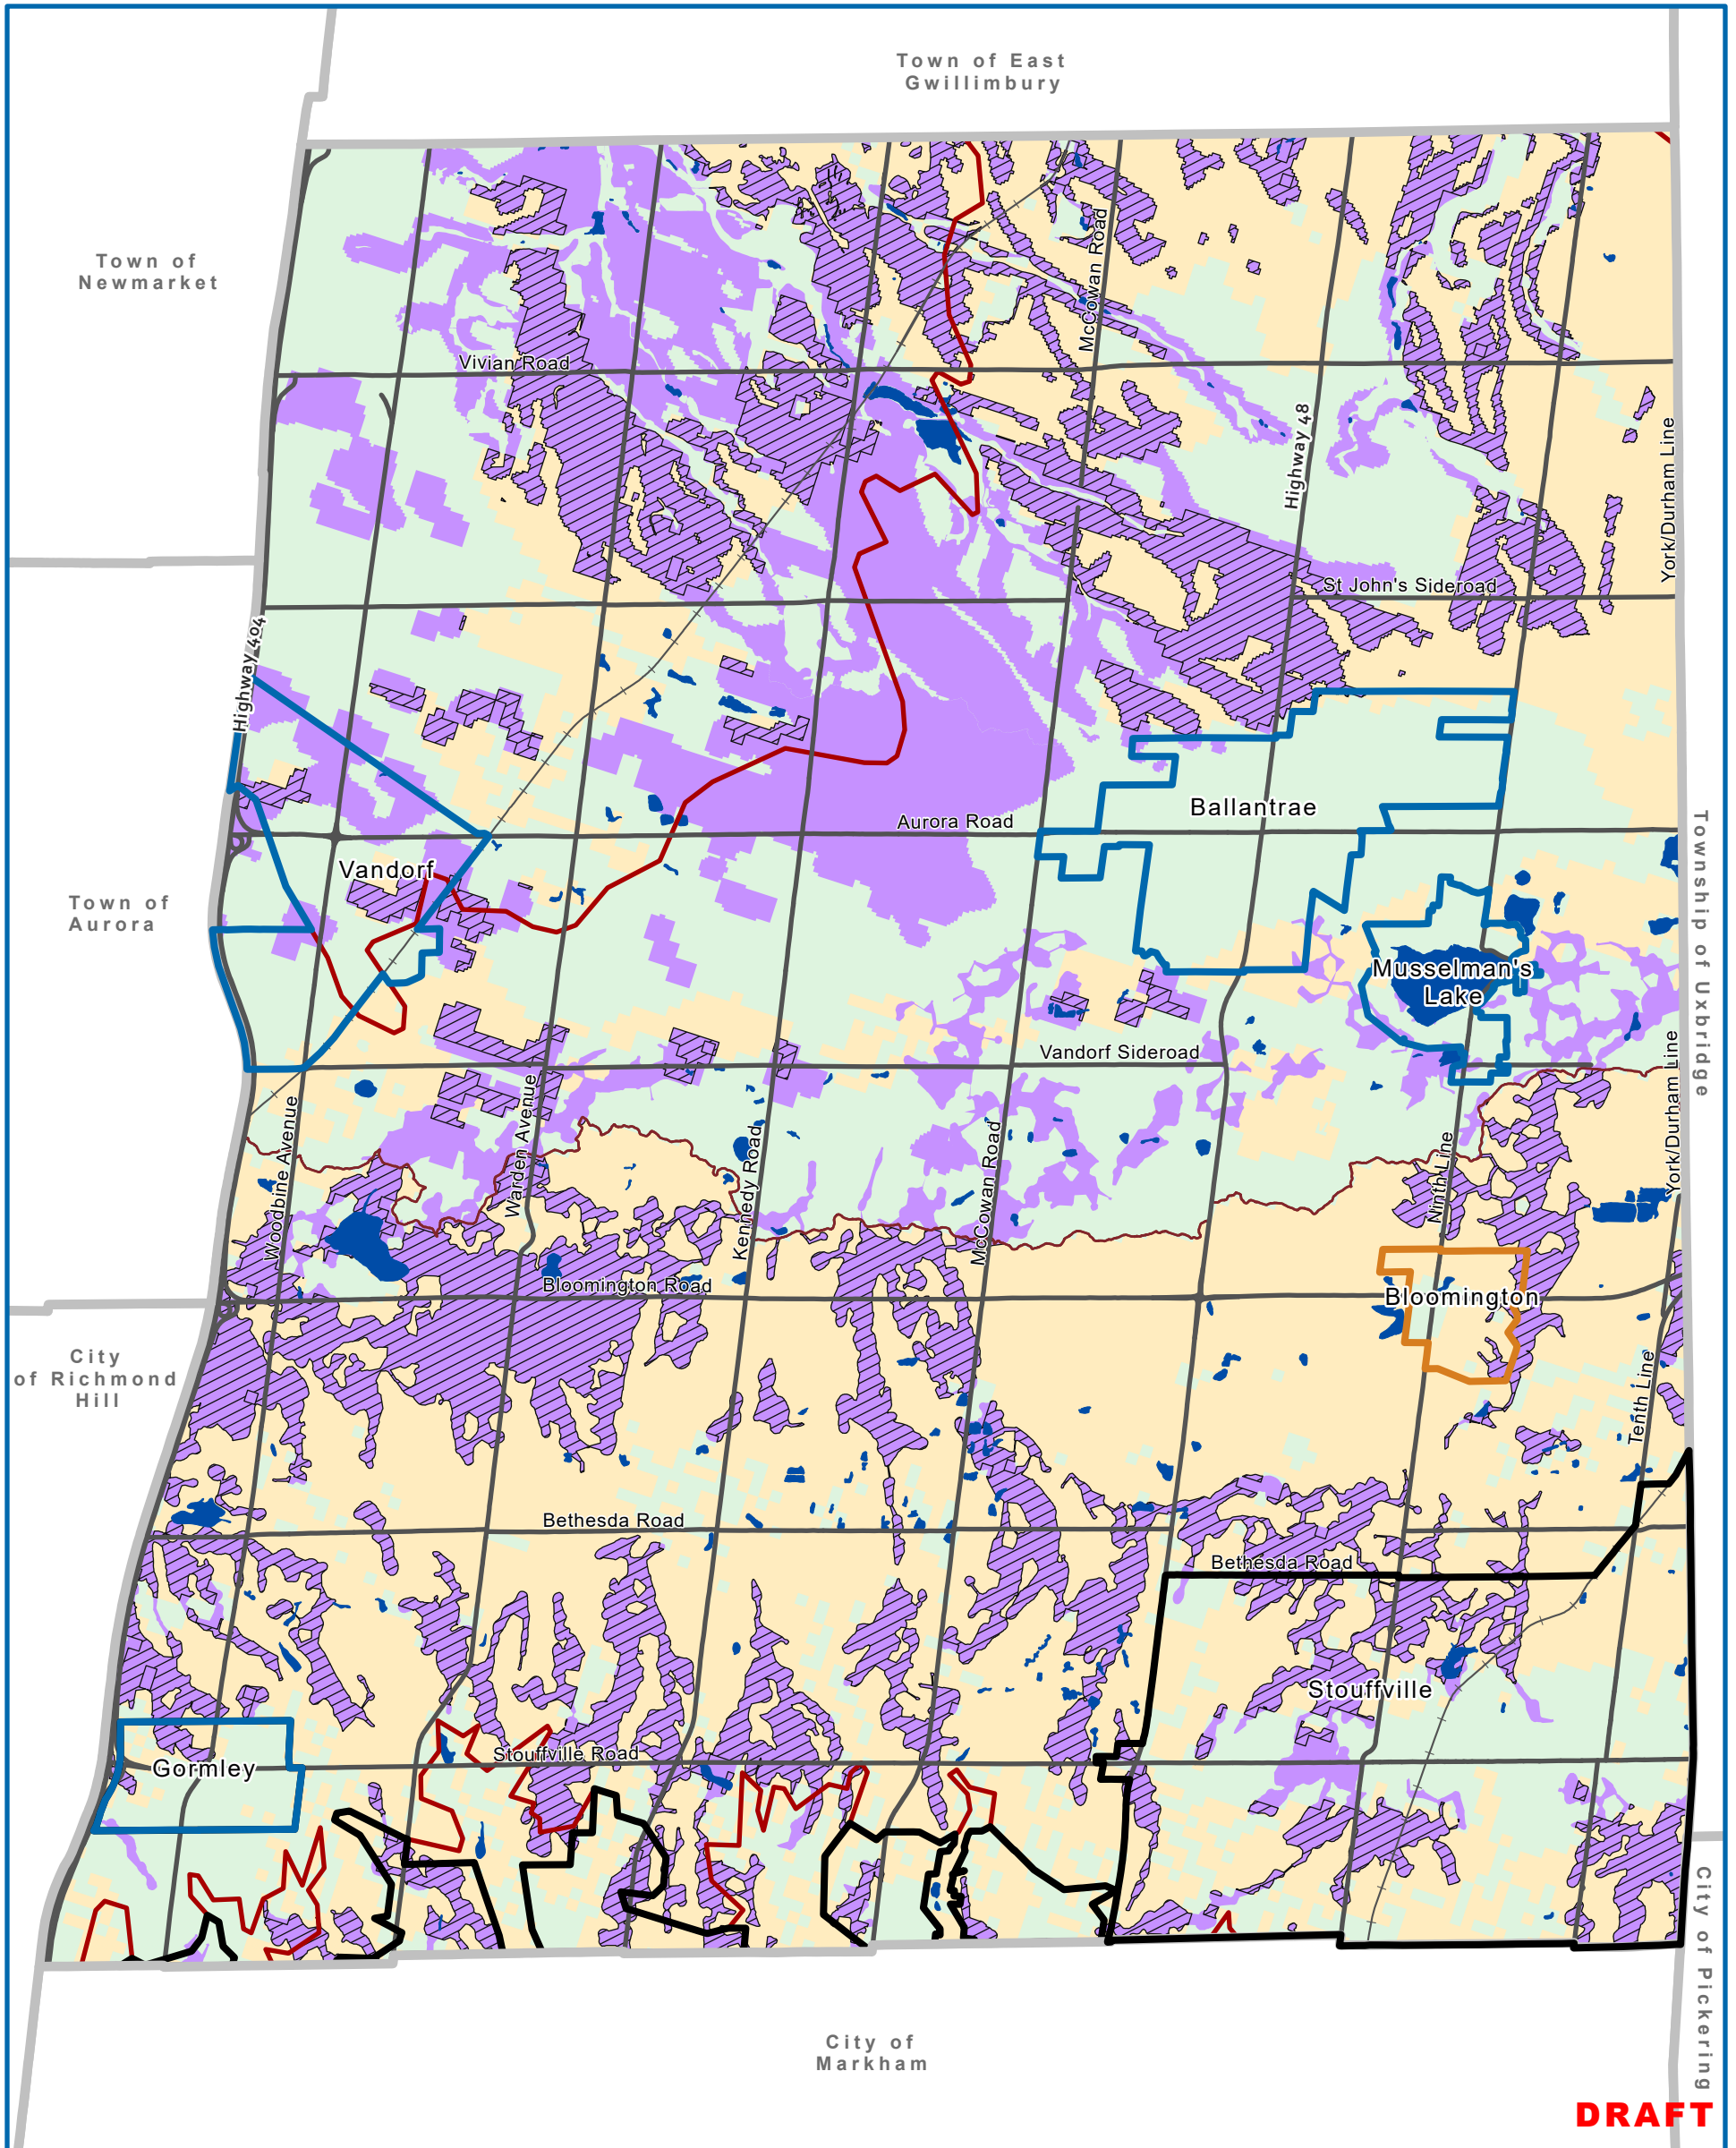 Town of East
Gwillimbury
Town of
Newmarket
McCowan Road
Vivian Road
Highway 48
York/Durham Line
St John's Sideroad
Highway 404
Ballantrae
Aurora Road
Vandorf
Town of
Aurora
Township of Uxbridge
Musselman's
Lake
Vandorf Sideroad
Woodbine Avenue
Warden Avenue
Kennedy Road
McCowan Road
Ninth Line
York/Durham Line
Bloomington Road
Bloomington
City
of Richmond
Hill
Tenth Line
Bethesda Road
Bethesda Road
Stouffville
Stouffville Road
Gormley
City of Pickering
City of
Markham
DRAFT